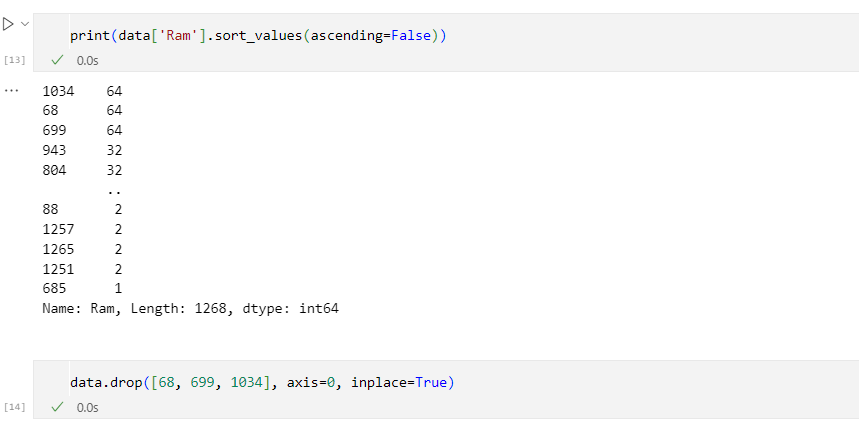 print(data['Ram'].sort_values(ascending=False))
[13] 0.0s
... 1034 64
68 64
699 64
943 32
804 32
..
88 2
1257 2
1265 2
1251 2
685 1
Name: Ram, Length: 1268, dtype: int64
data.drop([68, 699, 1034], axis=0, inplace=True)
[14] 0.0s